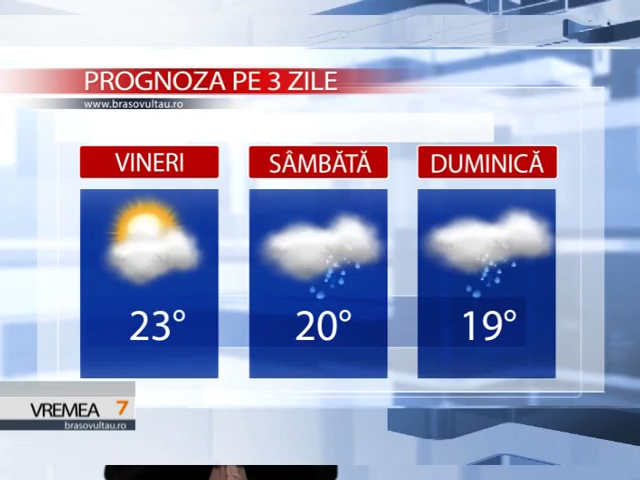 PROGNOZA PE 3 ZILE
www.brasovultau.ro
VINERI SÂMBĂTĂ DUMINICĂ
23° 20° 19°
VREMEA 7
brasovultau.ro